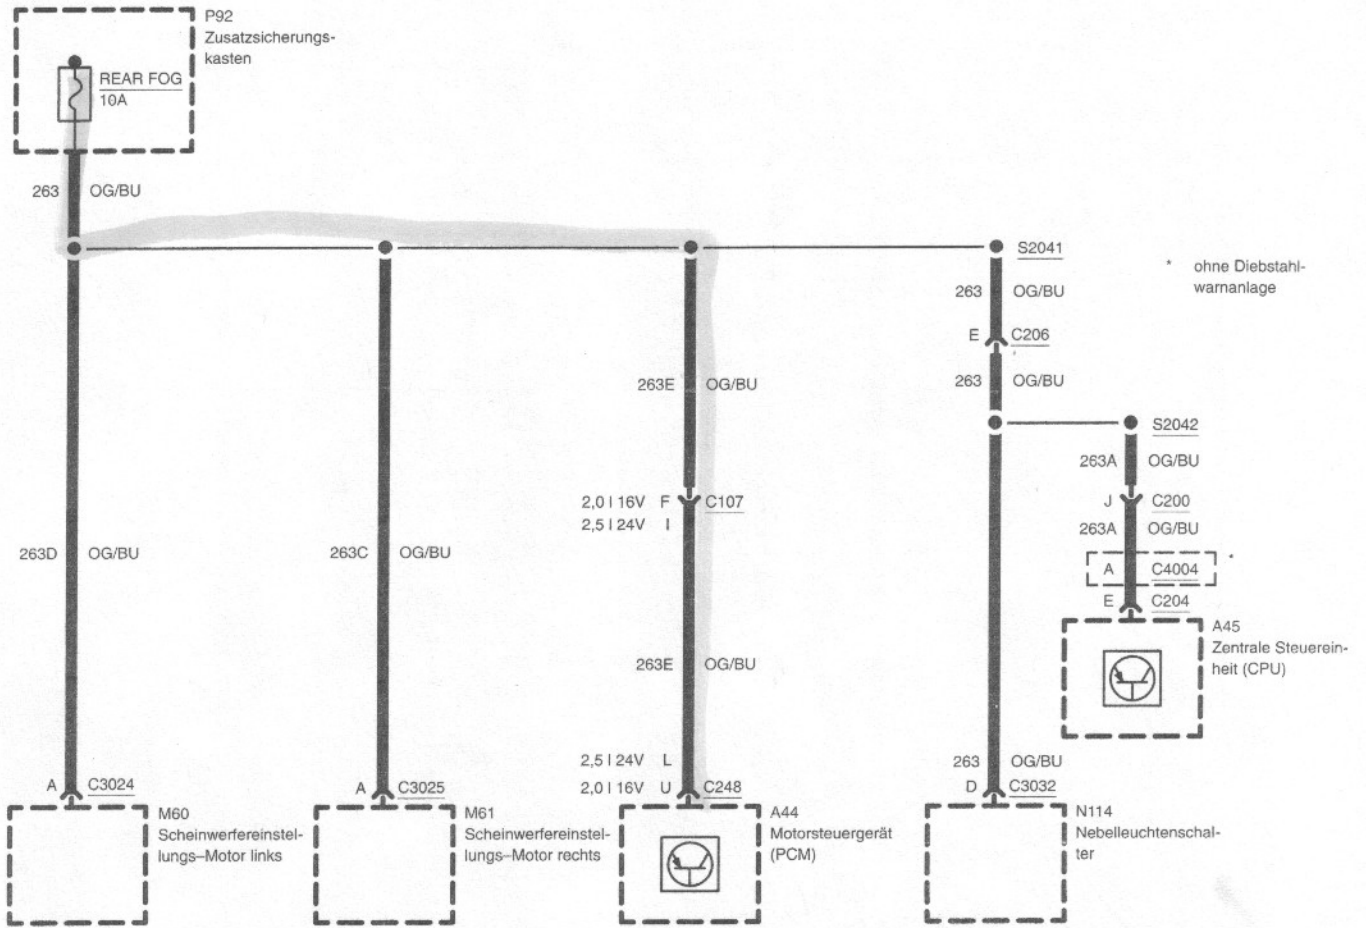 P92
Zusatzsicherungs-
kasten
REAR FOG
10A
263 OG/BU
S2041
* ohne Diebstahl-
warnanlage
263 OG/BU
E C206
263E OG/BU
263 OG/BU
S2042
263A OG/BU
2,0 l 16V F C107
J C200
2,5 l 24V I
263A OG/BU
263D OG/BU
263C OG/BU
*
A C4004
E C204
A45
Zentrale Steuerein-
heit (CPU)
263E OG/BU
2,5 l 24V L
263 OG/BU
A C3024
A C3025
2,0 l 16V U C248
D C3032
M60
Scheinwerfereinstel-
lungs–Motor links
M61
Scheinwerfereinstel-
lungs–Motor rechts
A44
Motorsteuergerät
(PCM)
N114
Nebelleuchtenschal-
ter